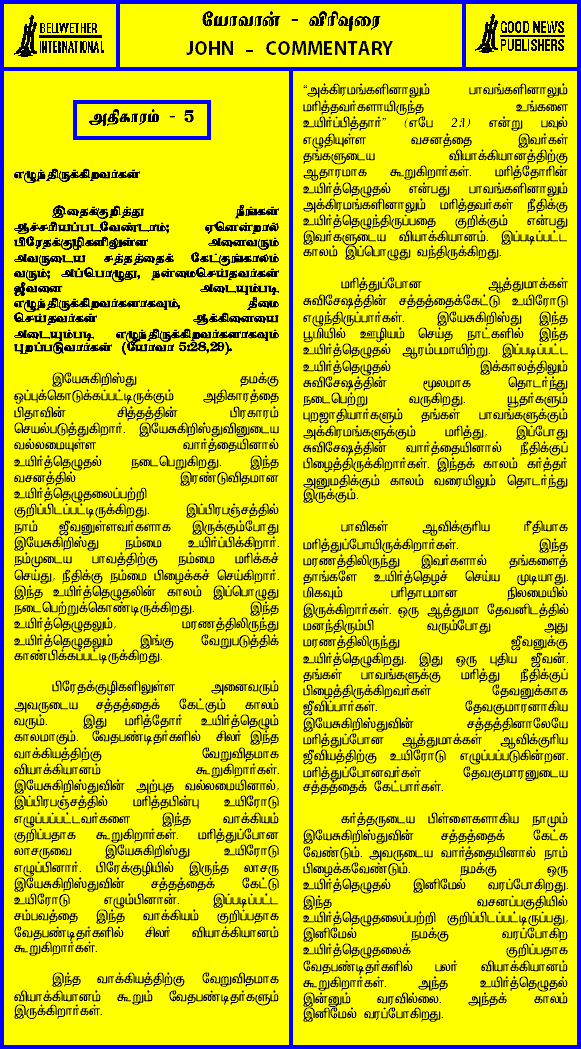 BELWETHER
INTERNATIONAL
யோவான் - விரிவுரை
JOHN - COMMENTARY
GOOD NEWS
PUBLISHERS
அதிகாரம் - 5
எழுந்திருக்கிறவர்கள்
இதைக்குறித்து நீங்கள்
ஆச்சரியப்படவேண்டாம்; ஏனென்றால்
பிரேதக்குழிகளிலுள்ள அனைவரும்
அவருடைய சத்தத்தைக் கேட்குங்காலம்
வரும்; அப்பொழுது, நன்மைசெய்தவர்கள்
ஜீவனை அடையும்படி
எழுந்திருக்கிறவர்களாகவும், தீமை
செய்தவர்கள் ஆக்கினையை
அடையும்படி எழுந்திருக்கிறவர்களாகவும்
புறப்படுவார்கள் (யோவா 5:28,29).
இயேசுகிறிஸ்து தமக்கு
ஒப்புக்கொடுக்கப்பட்டிருக்கும் அதிகாரத்தை
பிதாவின் சித்தத்தின் பிரகாரம்
செயல்படுத்துகிறார். இயேசுகிறிஸ்துவினுடைய
வல்லமையுள்ள வார்த்தையினால்
உயிர்த்தெழுதல் நடைபெறுகிறது. இந்த
வசனத்தில் இரண்டுவிதமான
உயிர்த்தெழுதலைப்பற்றி
குறிப்பிடப்பட்டிருக்கிறது. இப்பிரபஞ்சத்தில்
நாம் ஜீவனுள்ளவர்களாக இருக்கும்போது
இயேசுகிறிஸ்து நம்மை உயிர்ப்பிக்கிறார்.
நம்முடைய பாவத்திற்கு நம்மை மரிக்கச்
செய்து, நீதிக்கு நம்மை பிழைக்கச் செய்கிறார்.
இந்த உயிர்த்தெழுதலின் காலம் இப்பொழுது
நடைபெற்றுக்கொண்டிருக்கிறது. இந்த
உயிர்த்தெழுதலும், மரணத்திலிருந்து
உயிர்த்தெழுதலும் இங்கு வேறுபடுத்திக்
காண்பிக்கப்பட்டிருக்கிறது.
பிரேதக்குழிகளிலுள்ள அனைவரும்
அவருடைய சத்தத்தைக் கேட்கும் காலம்
வரும். இது மரித்தோர் உயிர்த்தெழும்
காலமாகும். வேதபண்டிதர்களில் சிலர் இந்த
வாக்கியத்திற்கு வேறுவிதமாக
வியாக்கியானம் கூறுகிறார்கள்.
இயேசுகிறிஸ்துவின் அற்புத வல்லமையினால்,
இப்பிரபஞ்சத்தில் மரித்தபின்பு உயிரோடு
எழுப்பப்பட்டவர்களை இந்த வாக்கியம்
குறிப்பதாக கூறுகிறார்கள். மரித்துப்போன
லாசருவை இயேசுகிறிஸ்து உயிரோடு
எழுப்பினார். பிரேக்குழியில் இருந்த லாசரு
இயேசுகிறிஸ்துவின் சத்தத்தைக் கேட்டு
உயிரோடு எழும்பினான். இப்படிப்பட்ட
சம்பவத்தை இந்த வாக்கியம் குறிப்பதாக
வேதபண்டிதர்களில் சிலர் வியாக்கியானம்
கூறுகிறார்கள்.
இந்த வாக்கியத்திற்கு வேறுவிதமாக
வியாக்கியானம் கூறும் வேதபண்டிதர்களும்
இருக்கிறார்கள்.
“அக்கிரமங்களினாலும் பாவங்களினாலும்
மரித்தவர்களாயிருந்த உங்களை
உயிர்ப்பித்தார்” (எபே 2:1) என்று பவுல்
எழுதியுள்ள வசனத்தை இவர்கள்
தங்களுடைய வியாக்கியானத்திற்கு
ஆதாரமாக கூறுகிறார்கள். மரித்தோரின்
உயிர்த்தெழுதல் என்பது பாவங்களினாலும்
அக்கிரமங்களினாலும் மரித்தவர்கள் நீதிக்கு
உயிர்த்தெழுந்திருப்பதை குறிக்கும் என்பது
இவர்களுடைய வியாக்கியானம். இப்படிப்பட்ட
காலம் இப்பொழுது வந்திருக்கிறது.
மரித்துப்போன ஆத்துமாக்கள்
சுவிசேஷத்தின் சத்தத்தைக்கேட்டு உயிரோடு
எழுந்திருப்பார்கள். இயேசுகிறிஸ்து இந்த
பூமியில் ஊழியம் செய்த நாட்களில் இந்த
உயிர்த்தெழுதல் ஆரம்பமாயிற்று. இப்படிப்பட்ட
உயிர்த்தெழுதல் இக்காலத்திலும்
சுவிசேஷத்தின் மூலமாக தொடர்ந்து
நடைபெற்று வருகிறது. யூதர்களும்
புறஜாதியார்களும் தங்கள் பாவங்களுக்கும்
அக்கிரமங்களுக்கும் மரித்து, இப்போது
சுவிசேஷத்தின் வார்த்தையினால் நீதிக்குப்
பிழைத்திருக்கிறார்கள். இந்தக் காலம் கர்த்தர்
அனுமதிக்கும் காலம் வரையிலும் தொடர்ந்து
இருக்கும்.
பாவிகள் ஆவிக்குரிய ரீதியாக
மரித்துப்போயிருக்கிறார்கள். இந்த
மரணத்திலிருந்து இவர்களால் தங்களைத்
தாங்களே உயிர்த்தெழச் செய்ய முடியாது.
மிகவும் பரிதாபமான நிலமையில்
இருக்கிறார்கள். ஒரு ஆத்துமா தேவனிடத்தில்
மனந்திரும்பி வரும்போது அது
மரணத்திலிருந்து ஜீவனுக்கு
உயிர்த்தெழுகிறது. இது ஒரு புதிய ஜீவன்.
தங்கள் பாவங்களுக்கு மரித்து நீதிக்குப்
பிழைத்திருக்கிறவர்கள் தேவனுக்காக
ஜீவிப்பார்கள். தேவகுமாரனாகிய
இயேசுகிறிஸ்துவின் சத்தத்தினாலேயே
மரித்துப்போன ஆத்துமாக்கள் ஆவிக்குரிய
ஜீவியத்திற்கு உயிரோடு எழுப்பப்படுகின்றன.
மரித்துப்போனவர்கள் தேவகுமாரனுடைய
சத்தத்தைக் கேட்பார்கள்.
கர்த்தருடைய பிள்ளைகளாகிய நாமும்
இயேசுகிறிஸ்துவின் சத்தத்தைக் கேட்க
வேண்டும். அவருடைய வார்த்தையினால் நாம்
பிழைக்கவேண்டும். நமக்கு ஒரு
உயிர்த்தெழுதல் இனிமேல் வரப்போகிறது.
இந்த வசனப்பகுதியில்
உயிர்த்தெழுதலைப்பற்றி குறிப்பிடப்பட்டிருப்பது,
இனிமேல் நமக்கு வரப்போகிற
உயிர்த்தெழுதலைக் குறிப்பதாக
வேதபண்டிதர்களில் பலர் வியாக்கியானம்
கூறுகிறார்கள். அந்த உயிர்த்தெழுதல்
இன்னும் வரவில்லை. அந்தக் காலம்
இனிமேல் வரப்போகிறது.